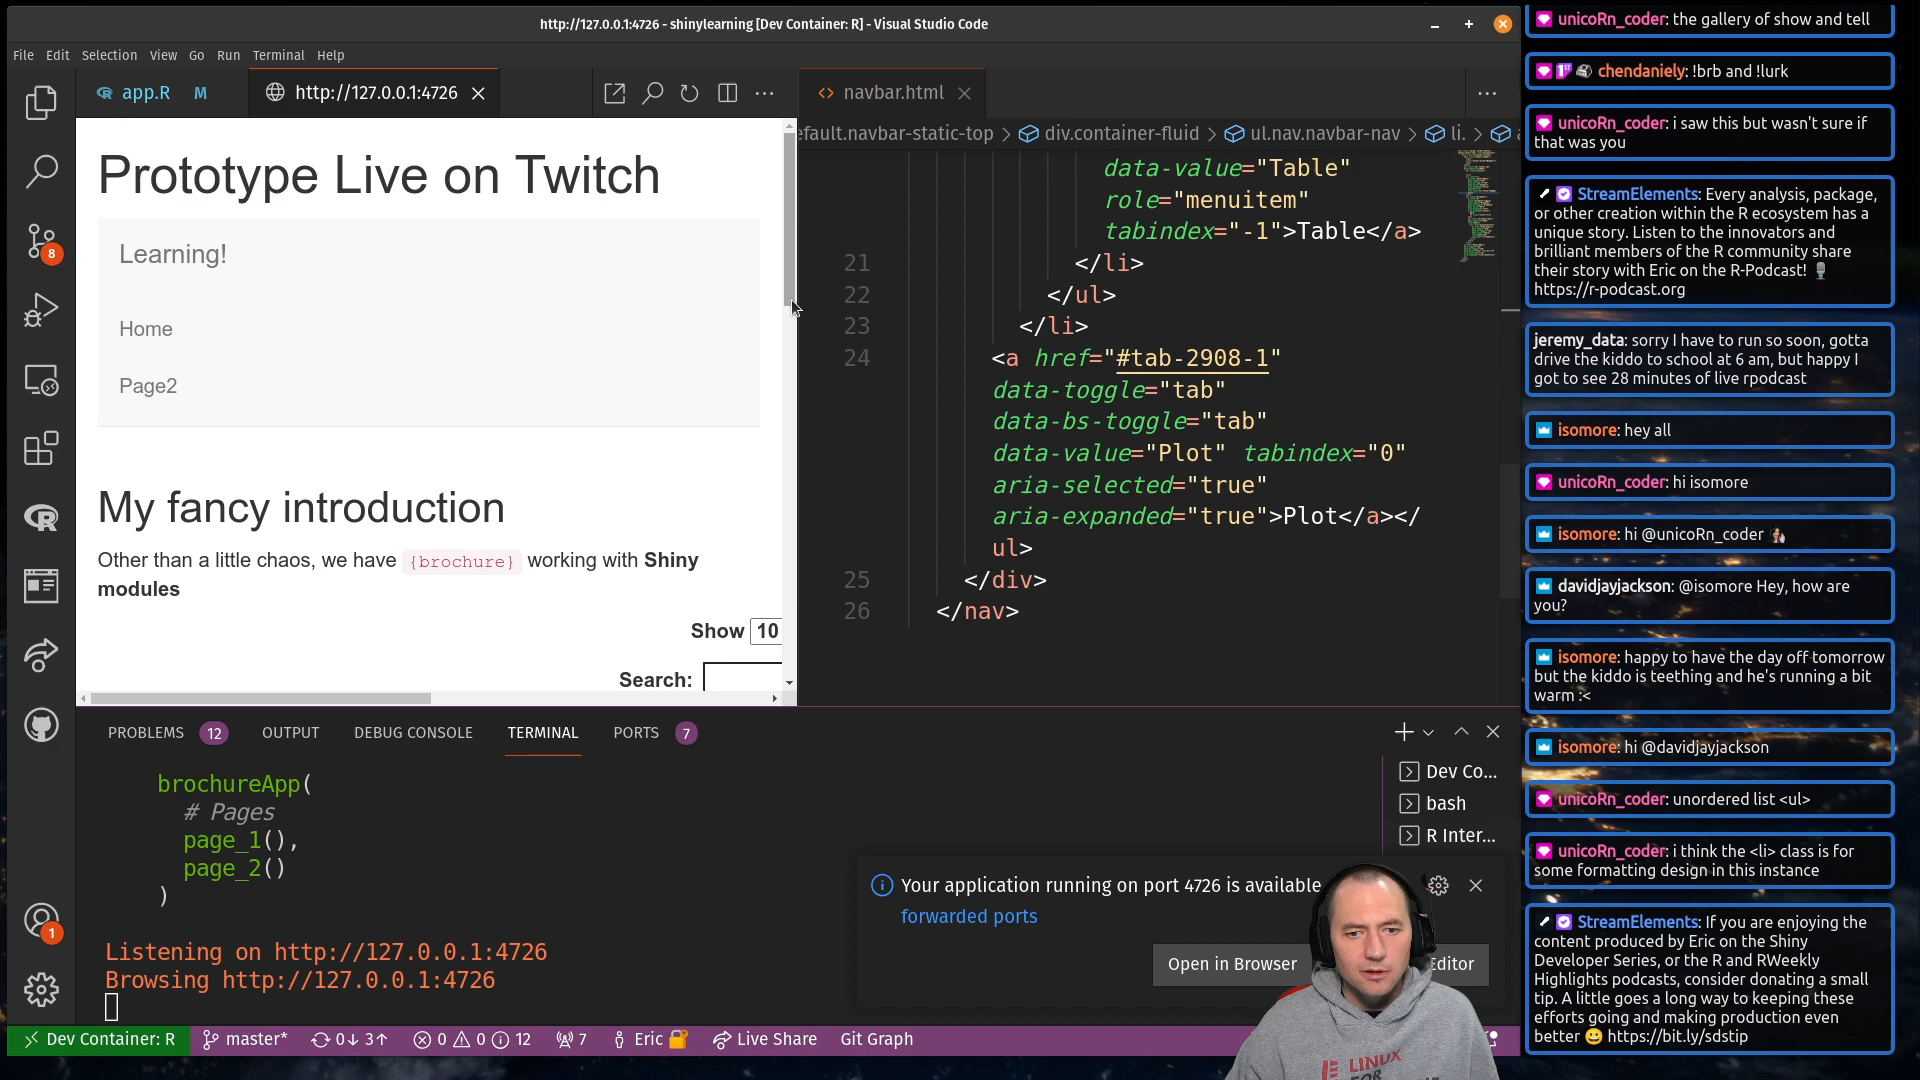 http://127.0.0.1:4726 - shinylearning [Dev Container: R] - Visual Studio Code
File Edit Selection View Go Run Terminal Help
app.R M
http://127.0.0.1:4726
navbar.html
efault.navbar-static-top > div.container-fluid > ul.nav.navbar-nav > li. >
Prototype Live on Twitch
Learning!
Home
Page2
My fancy introduction
Other than a little chaos, we have {brochure} working with Shiny
modules
Show 10
Search:
data-value="Table"
role="menuitem"
tabindex="-1">Table</a>
21 </li>
22 </ul>
23 </li>
24 <a href="#tab-2908-1"
data-toggle="tab"
data-bs-toggle="tab"
data-value="Plot" tabindex="0"
aria-selected="true"
aria-expanded="true">Plot</a></
ul>
25 </div>
26 </nav>
8
1
PROBLEMS 12 OUTPUT DEBUG CONSOLE TERMINAL PORTS 7
brochureApp(
# Pages
page_1(),
page_2()
)
Listening on http://127.0.0.1:4726
Browsing http://127.0.0.1:4726
Dev Co...
bash
R Inter...
Your application running on port 4726 is available
forwarded ports
Open in Browser
Editor
Dev Container: R master* 0↓ 3↑ 0 0 12 7 Eric Live Share Git Graph
LINUX
FOR
unicoRn_coder: the gallery of show and tell
chendaniely: !brb and !lurk
unicoRn_coder: i saw this but wasn't sure if
that was you
StreamElements: Every analysis, package,
or other creation within the R ecosystem has a
unique story. Listen to the innovators and
brilliant members of the R community share
their story with Eric on the R-Podcast! 🎙️
https://r-podcast.org
jeremy_data: sorry I have to run so soon, gotta
drive the kiddo to school at 6 am, but happy I
got to see 28 minutes of live rpodcast
isomore: hey all
unicoRn_coder: hi isomore
isomore: hi @unicoRn_coder
davidjayjackson: @isomore Hey, how are
you?
isomore: happy to have the day off tomorrow
but the kiddo is teething and he's running a bit
warm :<
isomore: hi @davidjayjackson
unicoRn_coder: unordered list <ul>
unicoRn_coder: i think the <li> class is for
some formatting design in this instance
StreamElements: If you are enjoying the
content produced by Eric on the Shiny
Developer Series, or the R and RWeekly
Highlights podcasts, consider donating a small
tip. A little goes a long way to keeping these
efforts going and making production even
better 😀 https://bit.ly/sdstip